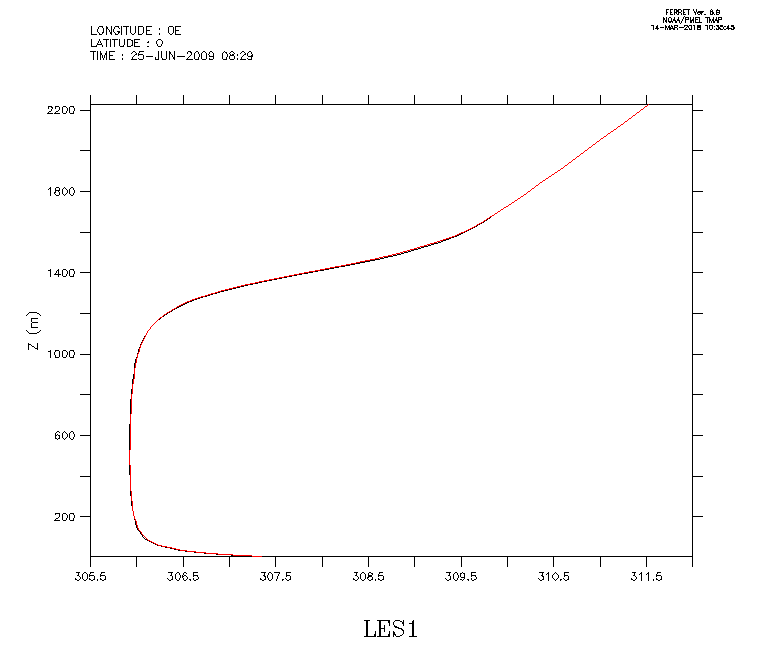 FERRET Ver. 6.9
NOAA/PMEL TMAP
14-MAR-2018 10:35:45
LONGITUDE : 0E
LATITUDE : 0
TIME : 25-JUN-2009 08:29
2200
1800
1400
1000
600
200
Z (m)
305.5 306.5 307.5 308.5 309.5 310.5 311.5
LES1